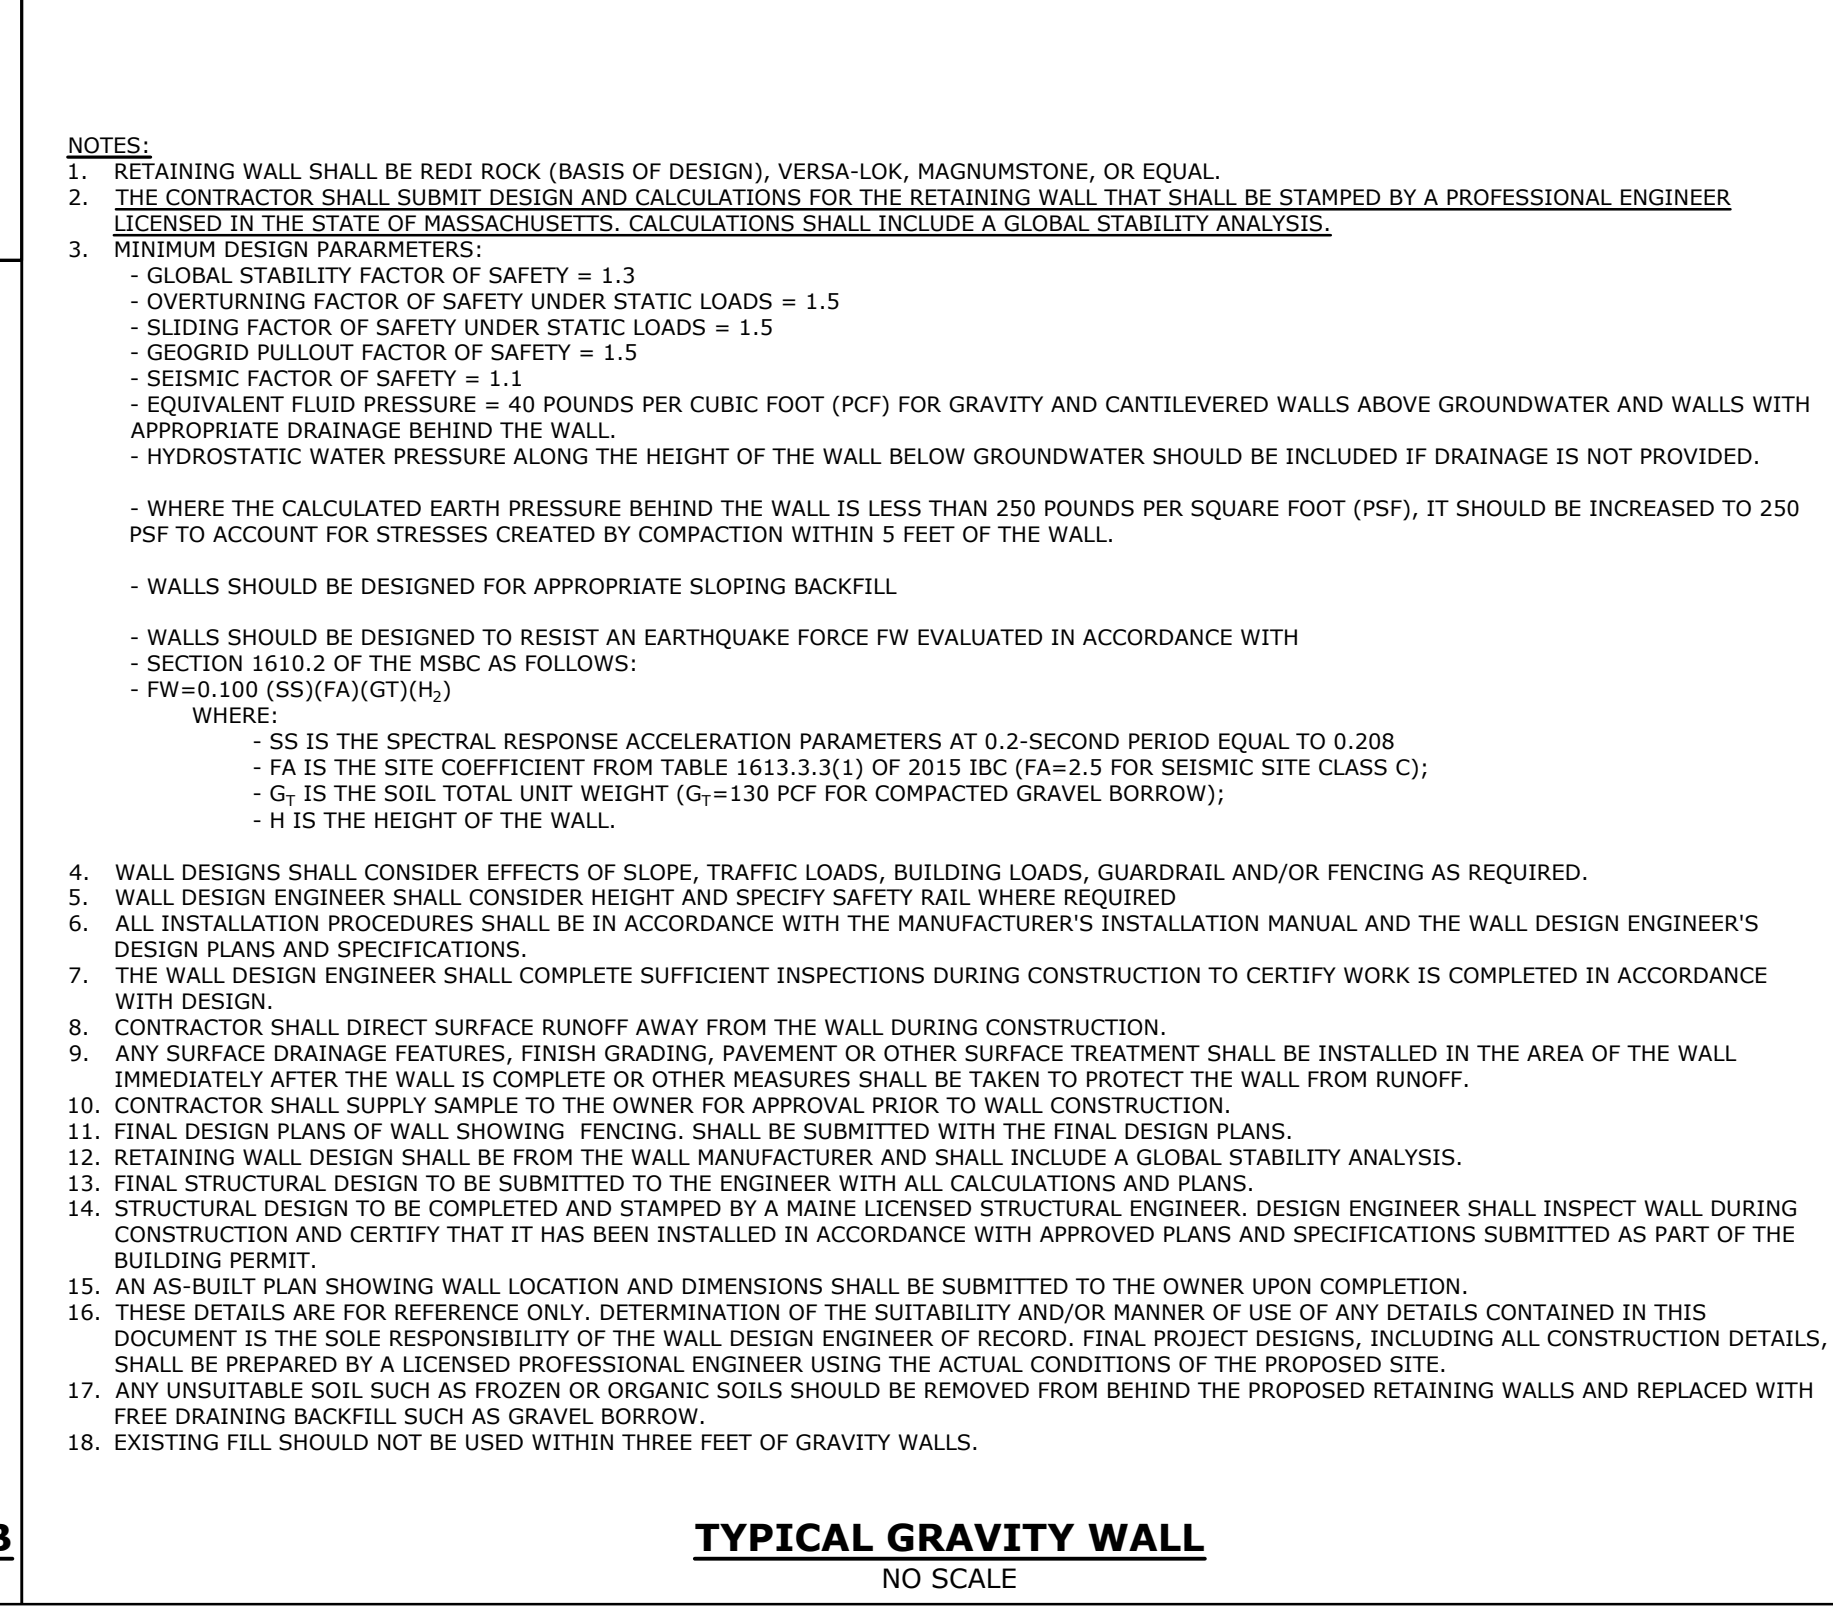 NOTES:
1. RETAINING WALL SHALL BE REDI ROCK (BASIS OF DESIGN), VERSA-LOK, MAGNUMSTONE, OR EQUAL.
2. THE CONTRACTOR SHALL SUBMIT DESIGN AND CALCULATIONS FOR THE RETAINING WALL THAT SHALL BE STAMPED BY A PROFESSIONAL ENGINEER
LICENSED IN THE STATE OF MASSACHUSETTS. CALCULATIONS SHALL INCLUDE A GLOBAL STABILITY ANALYSIS.
3. MINIMUM DESIGN PARARMETERS:
- GLOBAL STABILITY FACTOR OF SAFETY = 1.3
- OVERTURNING FACTOR OF SAFETY UNDER STATIC LOADS = 1.5
- SLIDING FACTOR OF SAFETY UNDER STATIC LOADS = 1.5
- GEOGRID PULLOUT FACTOR OF SAFETY = 1.5
- SEISMIC FACTOR OF SAFETY = 1.1
- EQUIVALENT FLUID PRESSURE = 40 POUNDS PER CUBIC FOOT (PCF) FOR GRAVITY AND CANTILEVERED WALLS ABOVE GROUNDWATER AND WALLS WITH
APPROPRIATE DRAINAGE BEHIND THE WALL.
- HYDROSTATIC WATER PRESSURE ALONG THE HEIGHT OF THE WALL BELOW GROUNDWATER SHOULD BE INCLUDED IF DRAINAGE IS NOT PROVIDED.
- WHERE THE CALCULATED EARTH PRESSURE BEHIND THE WALL IS LESS THAN 250 POUNDS PER SQUARE FOOT (PSF), IT SHOULD BE INCREASED TO 250
PSF TO ACCOUNT FOR STRESSES CREATED BY COMPACTION WITHIN 5 FEET OF THE WALL.
- WALLS SHOULD BE DESIGNED FOR APPROPRIATE SLOPING BACKFILL
- WALLS SHOULD BE DESIGNED TO RESIST AN EARTHQUAKE FORCE FW EVALUATED IN ACCORDANCE WITH
- SECTION 1610.2 OF THE MSBC AS FOLLOWS:
- FW=0.100 (SS)(FA)(GT)(H₂)
WHERE:
- SS IS THE SPECTRAL RESPONSE ACCELERATION PARAMETERS AT 0.2-SECOND PERIOD EQUAL TO 0.208
- FA IS THE SITE COEFFICIENT FROM TABLE 1613.3.3(1) OF 2015 IBC (FA=2.5 FOR SEISMIC SITE CLASS C);
- G_T IS THE SOIL TOTAL UNIT WEIGHT (G_T=130 PCF FOR COMPACTED GRAVEL BORROW);
- H IS THE HEIGHT OF THE WALL.
4. WALL DESIGNS SHALL CONSIDER EFFECTS OF SLOPE, TRAFFIC LOADS, BUILDING LOADS, GUARDRAIL AND/OR FENCING AS REQUIRED.
5. WALL DESIGN ENGINEER SHALL CONSIDER HEIGHT AND SPECIFY SAFETY RAIL WHERE REQUIRED
6. ALL INSTALLATION PROCEDURES SHALL BE IN ACCORDANCE WITH THE MANUFACTURER'S INSTALLATION MANUAL AND THE WALL DESIGN ENGINEER'S
DESIGN PLANS AND SPECIFICATIONS.
7. THE WALL DESIGN ENGINEER SHALL COMPLETE SUFFICIENT INSPECTIONS DURING CONSTRUCTION TO CERTIFY WORK IS COMPLETED IN ACCORDANCE
WITH DESIGN.
8. CONTRACTOR SHALL DIRECT SURFACE RUNOFF AWAY FROM THE WALL DURING CONSTRUCTION.
9. ANY SURFACE DRAINAGE FEATURES, FINISH GRADING, PAVEMENT OR OTHER SURFACE TREATMENT SHALL BE INSTALLED IN THE AREA OF THE WALL
IMMEDIATELY AFTER THE WALL IS COMPLETE OR OTHER MEASURES SHALL BE TAKEN TO PROTECT THE WALL FROM RUNOFF.
10. CONTRACTOR SHALL SUPPLY SAMPLE TO THE OWNER FOR APPROVAL PRIOR TO WALL CONSTRUCTION.
11. FINAL DESIGN PLANS OF WALL SHOWING FENCING. SHALL BE SUBMITTED WITH THE FINAL DESIGN PLANS.
12. RETAINING WALL DESIGN SHALL BE FROM THE WALL MANUFACTURER AND SHALL INCLUDE A GLOBAL STABILITY ANALYSIS.
13. FINAL STRUCTURAL DESIGN TO BE SUBMITTED TO THE ENGINEER WITH ALL CALCULATIONS AND PLANS.
14. STRUCTURAL DESIGN TO BE COMPLETED AND STAMPED BY A MAINE LICENSED STRUCTURAL ENGINEER. DESIGN ENGINEER SHALL INSPECT WALL DURING
CONSTRUCTION AND CERTIFY THAT IT HAS BEEN INSTALLED IN ACCORDANCE WITH APPROVED PLANS AND SPECIFICATIONS SUBMITTED AS PART OF THE
BUILDING PERMIT.
15. AN AS-BUILT PLAN SHOWING WALL LOCATION AND DIMENSIONS SHALL BE SUBMITTED TO THE OWNER UPON COMPLETION.
16. THESE DETAILS ARE FOR REFERENCE ONLY. DETERMINATION OF THE SUITABILITY AND/OR MANNER OF USE OF ANY DETAILS CONTAINED IN THIS
DOCUMENT IS THE SOLE RESPONSIBILITY OF THE WALL DESIGN ENGINEER OF RECORD. FINAL PROJECT DESIGNS, INCLUDING ALL CONSTRUCTION DETAILS,
SHALL BE PREPARED BY A LICENSED PROFESSIONAL ENGINEER USING THE ACTUAL CONDITIONS OF THE PROPOSED SITE.
17. ANY UNSUITABLE SOIL SUCH AS FROZEN OR ORGANIC SOILS SHOULD BE REMOVED FROM BEHIND THE PROPOSED RETAINING WALLS AND REPLACED WITH
FREE DRAINING BACKFILL SUCH AS GRAVEL BORROW.
18. EXISTING FILL SHOULD NOT BE USED WITHIN THREE FEET OF GRAVITY WALLS.
TYPICAL GRAVITY WALL
NO SCALE